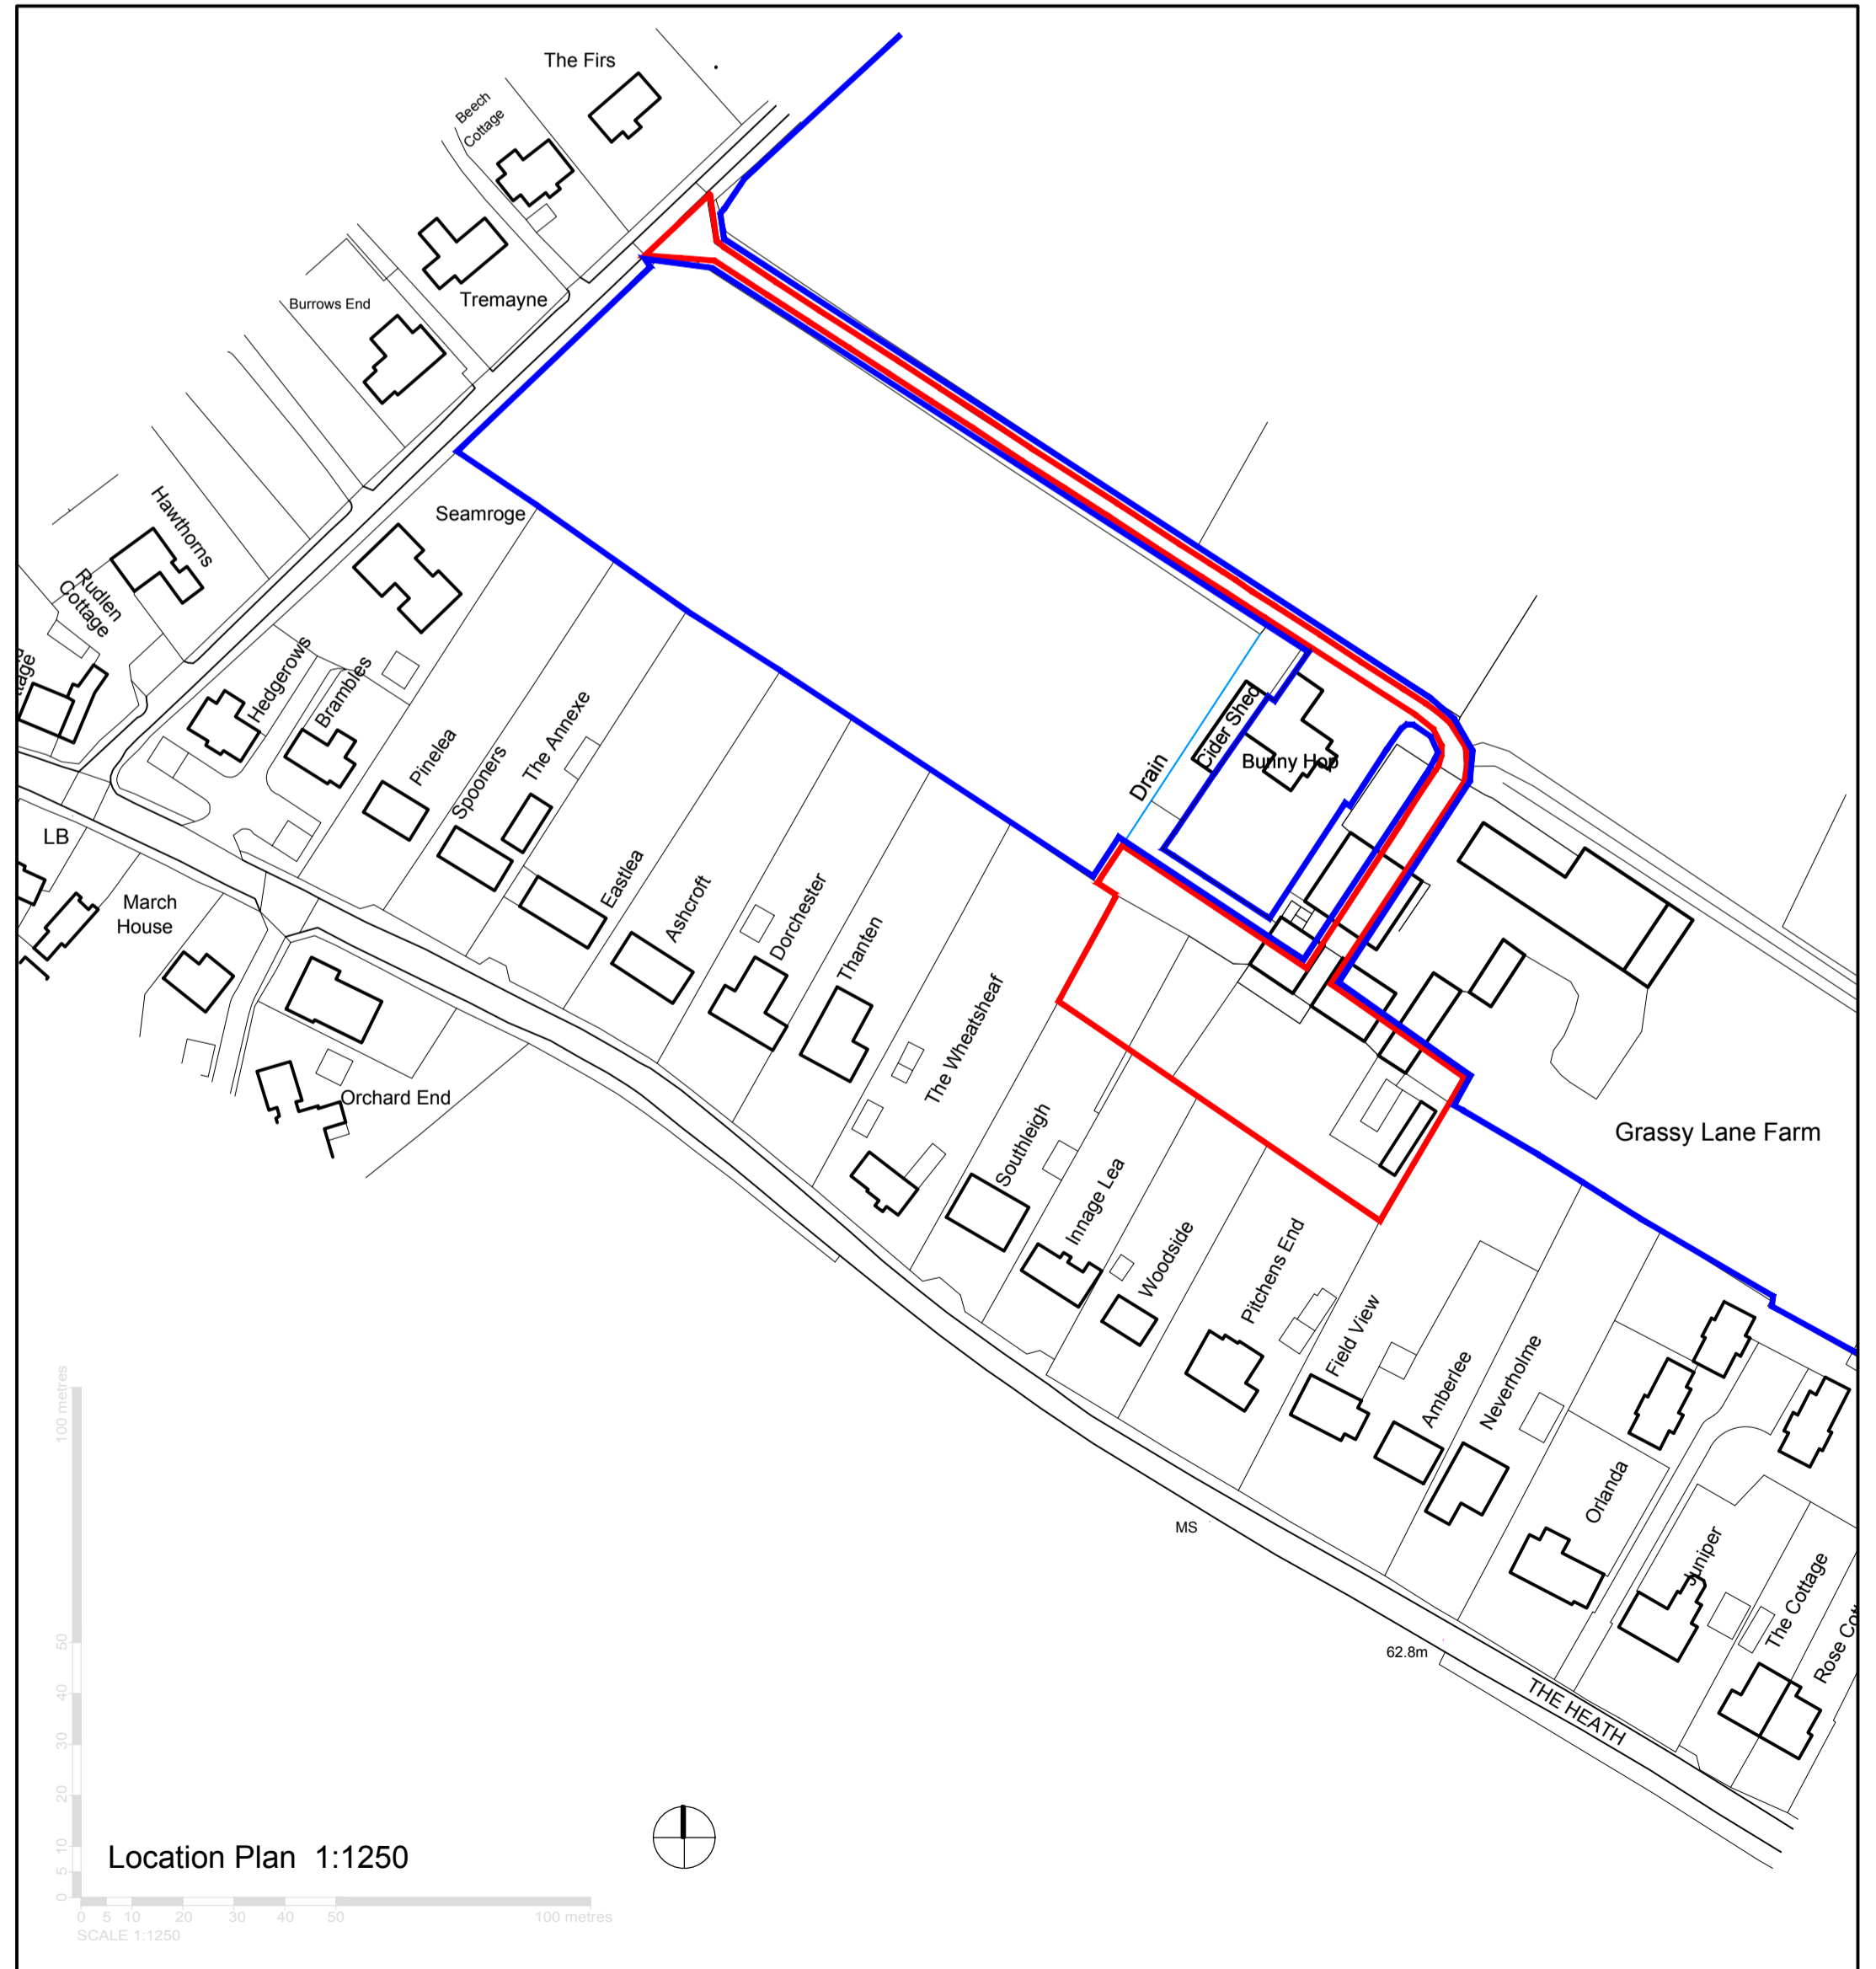 The Firs
Beech
Cottage
Tremayne
Burrows End
Seamroge
Hawthorns
Rudlen
Cottage
Hedgerows
Brambles
Pinelea
Spooners
The Annexe
Eastlea
Ashcroft
Dorchester
Thanten
The Wheatsheaf
Southleigh
Innage Lea
Woodside
Pitchens End
Field View
Amberlee
Neverholme
Orlanda
Juniper
The Cottage
Drain
Cider Shed
Bunny Hop
Grassy Lane Farm
LB
March
House
Orchard End
MS
62.8m
THE HEATH
100 metres
50
40
30
20
10
5
0
Location Plan 1:1250
0 5 10 20 30 40 50 100 metres
SCALE 1:1250
Rose